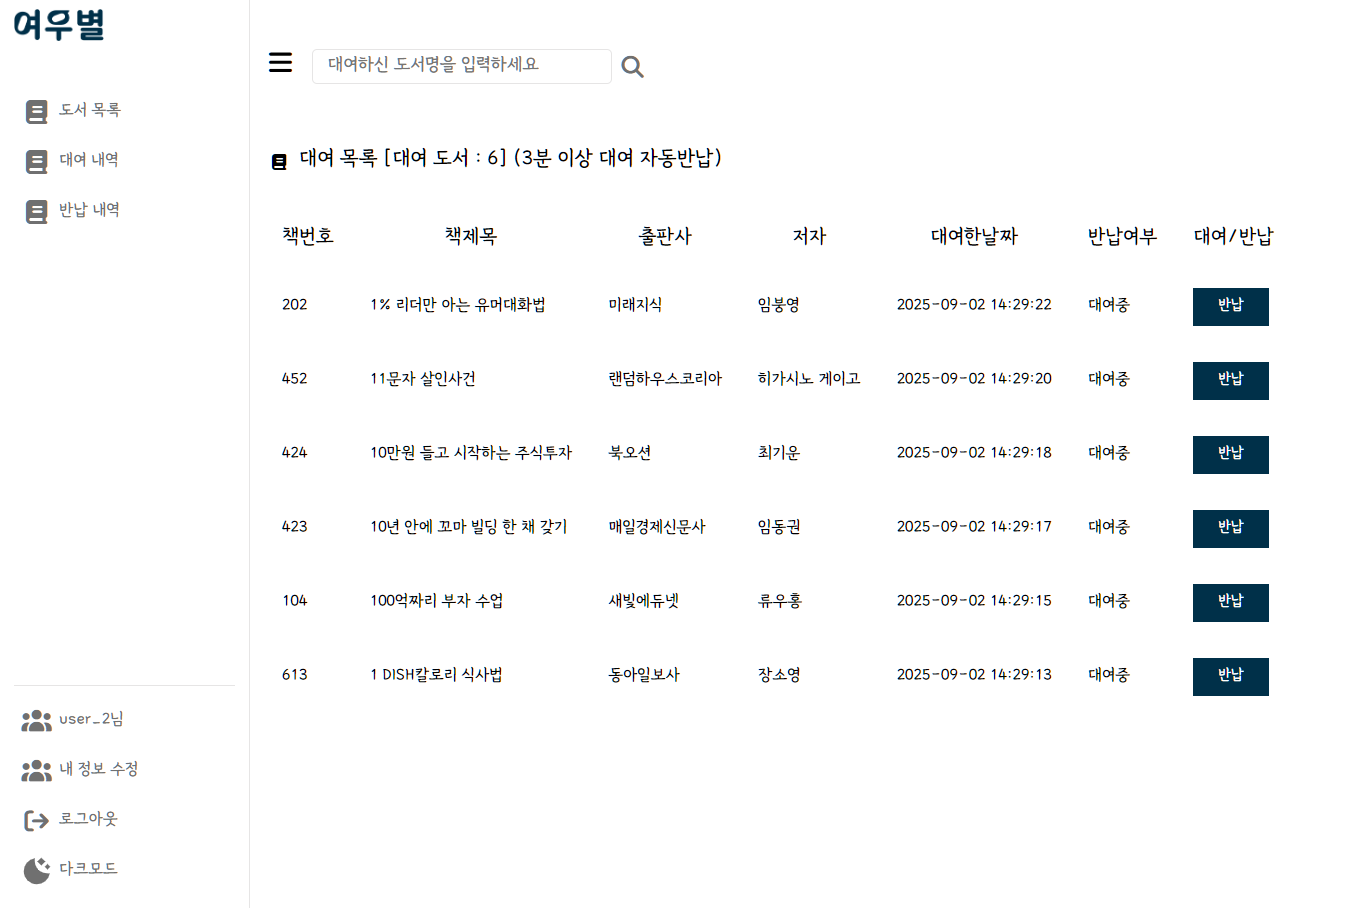 여우별
도서 목록
대여 내역
반납 내역
user_2님
내 정보 수정
로그아웃
다크모드
대여하신 도서명을 입력하세요
대여 목록 [대여 도서 : 6] (3분 이상 대여 자동반납)
책번호 책제목 출판사 저자 대여한날짜 반납여부 대여/반납
202 1% 리더만 아는 유머대화법 미래지식 임붕영 2025-09-02 14:29:22 대여중 반납
452 11문자 살인사건 랜덤하우스코리아 히가시노 게이고 2025-09-02 14:29:20 대여중 반납
424 10만원 들고 시작하는 주식투자 북오션 최기운 2025-09-02 14:29:18 대여중 반납
423 10년 안에 꼬마 빌딩 한 채 갖기 매일경제신문사 임동권 2025-09-02 14:29:17 대여중 반납
104 100억짜리 부자 수업 새빛에듀넷 류우홍 2025-09-02 14:29:15 대여중 반납
613 1 DISH칼로리 식사법 동아일보사 장소영 2025-09-02 14:29:13 대여중 반납